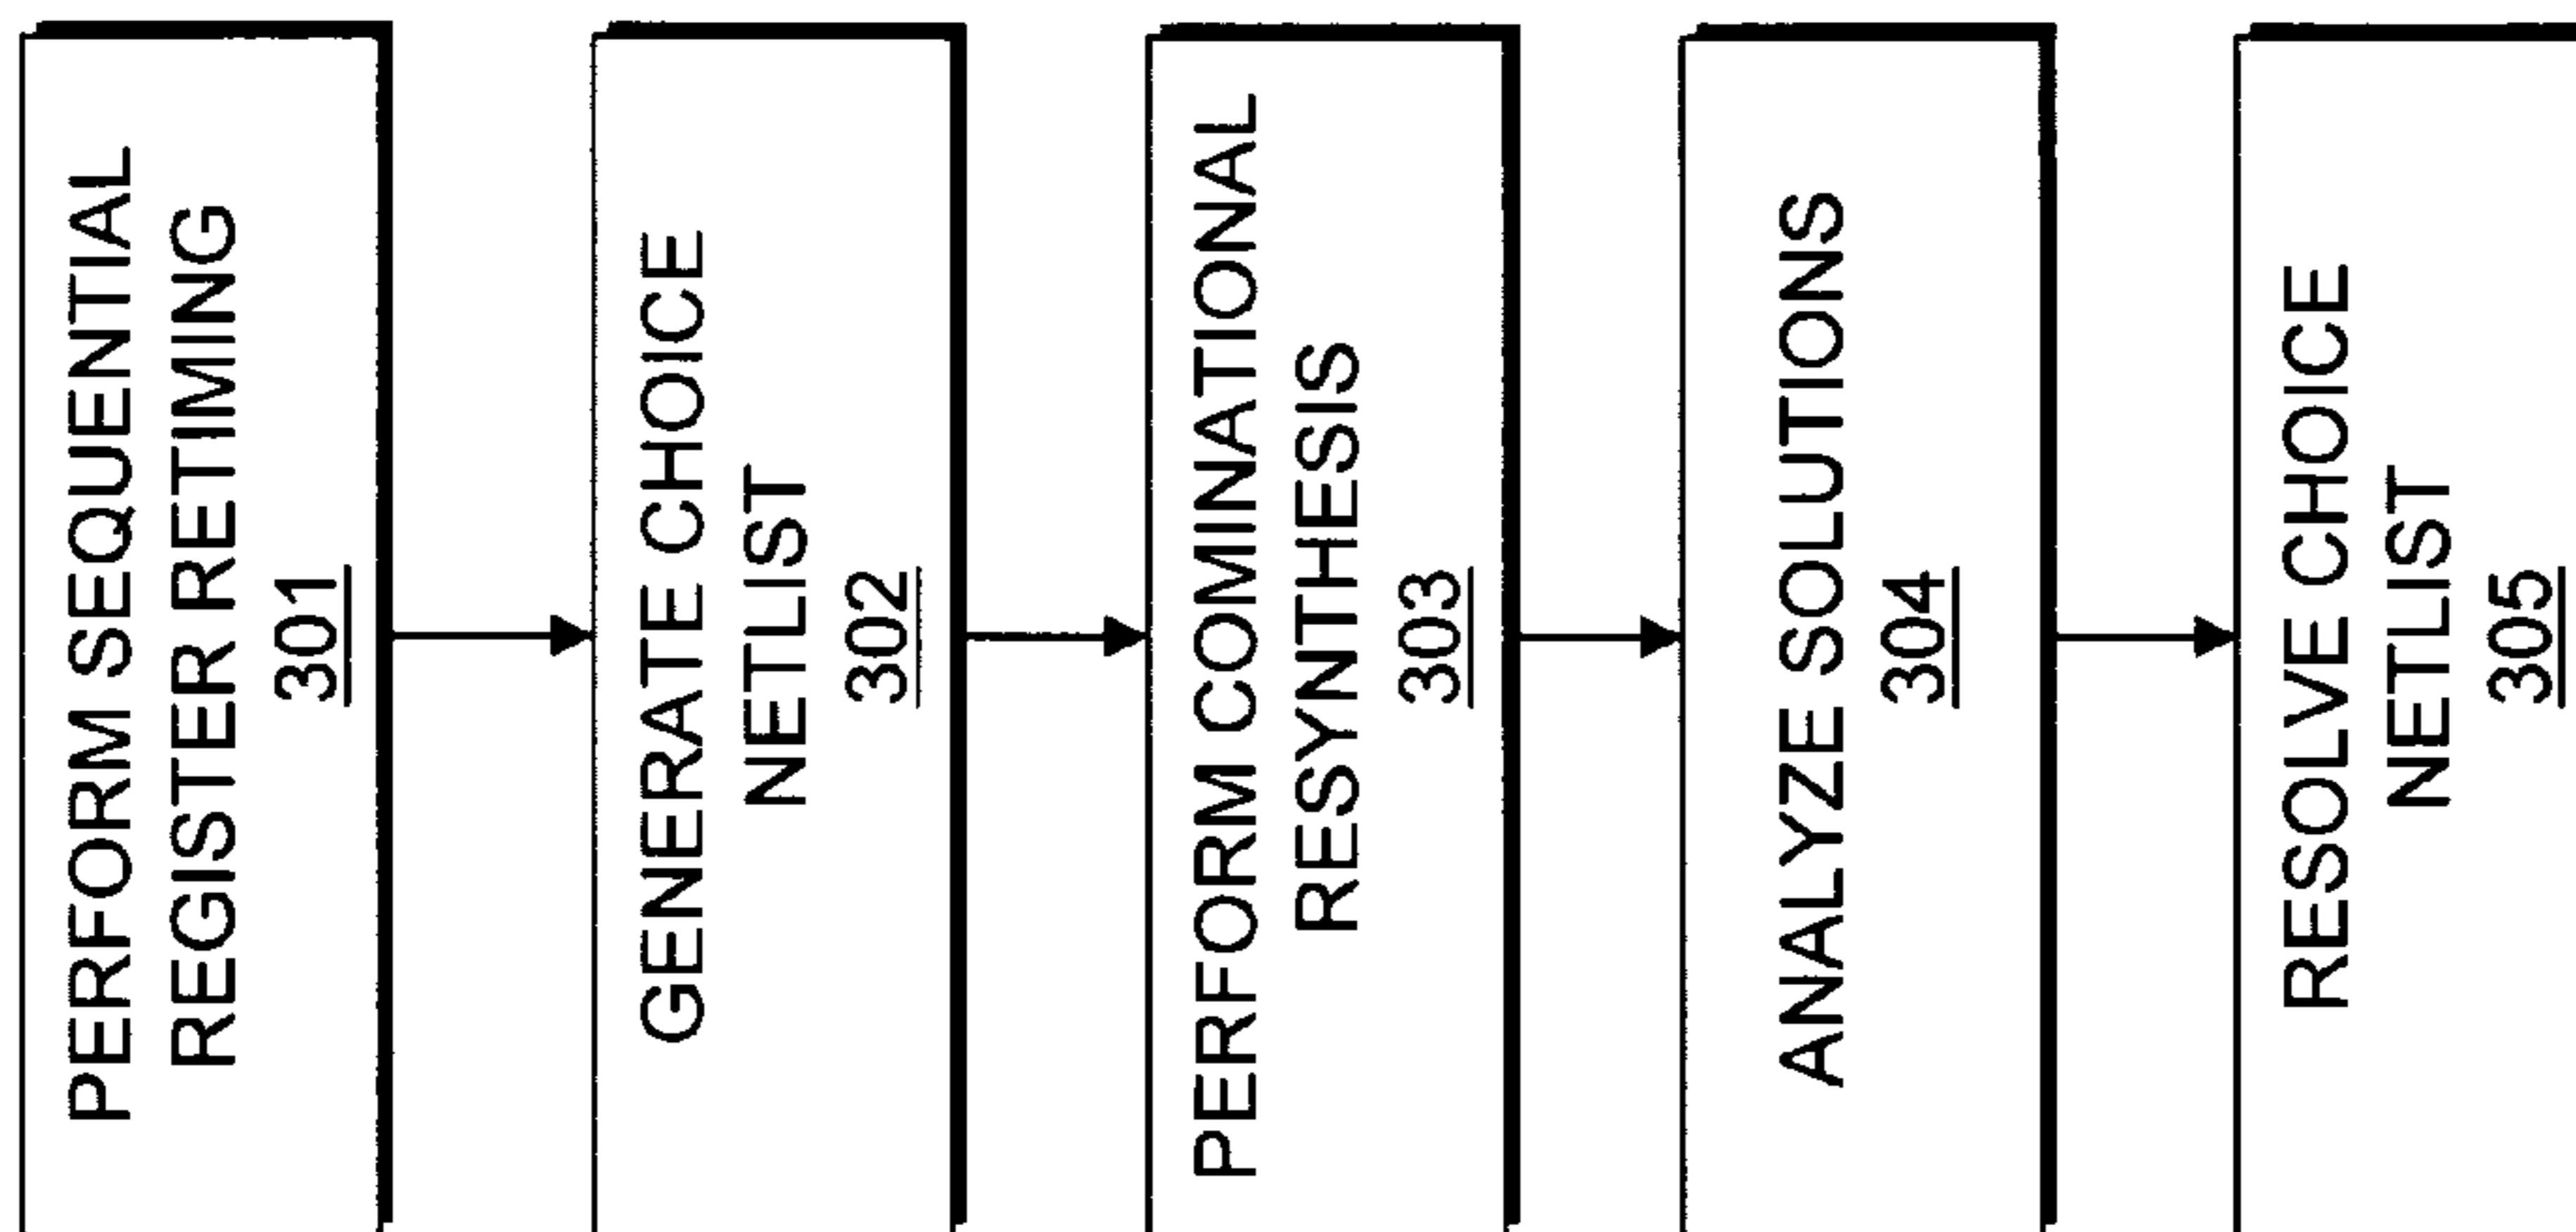 PERFORM SEQUENTIAL
REGISTER RETIMING
301
GENERATE CHOICE
NETLIST
302
PERFORM COMINATIONAL
RESYNTHESIS
303
ANALYZE SOLUTIONS
304
RESOLVE CHOICE
NETLIST
305